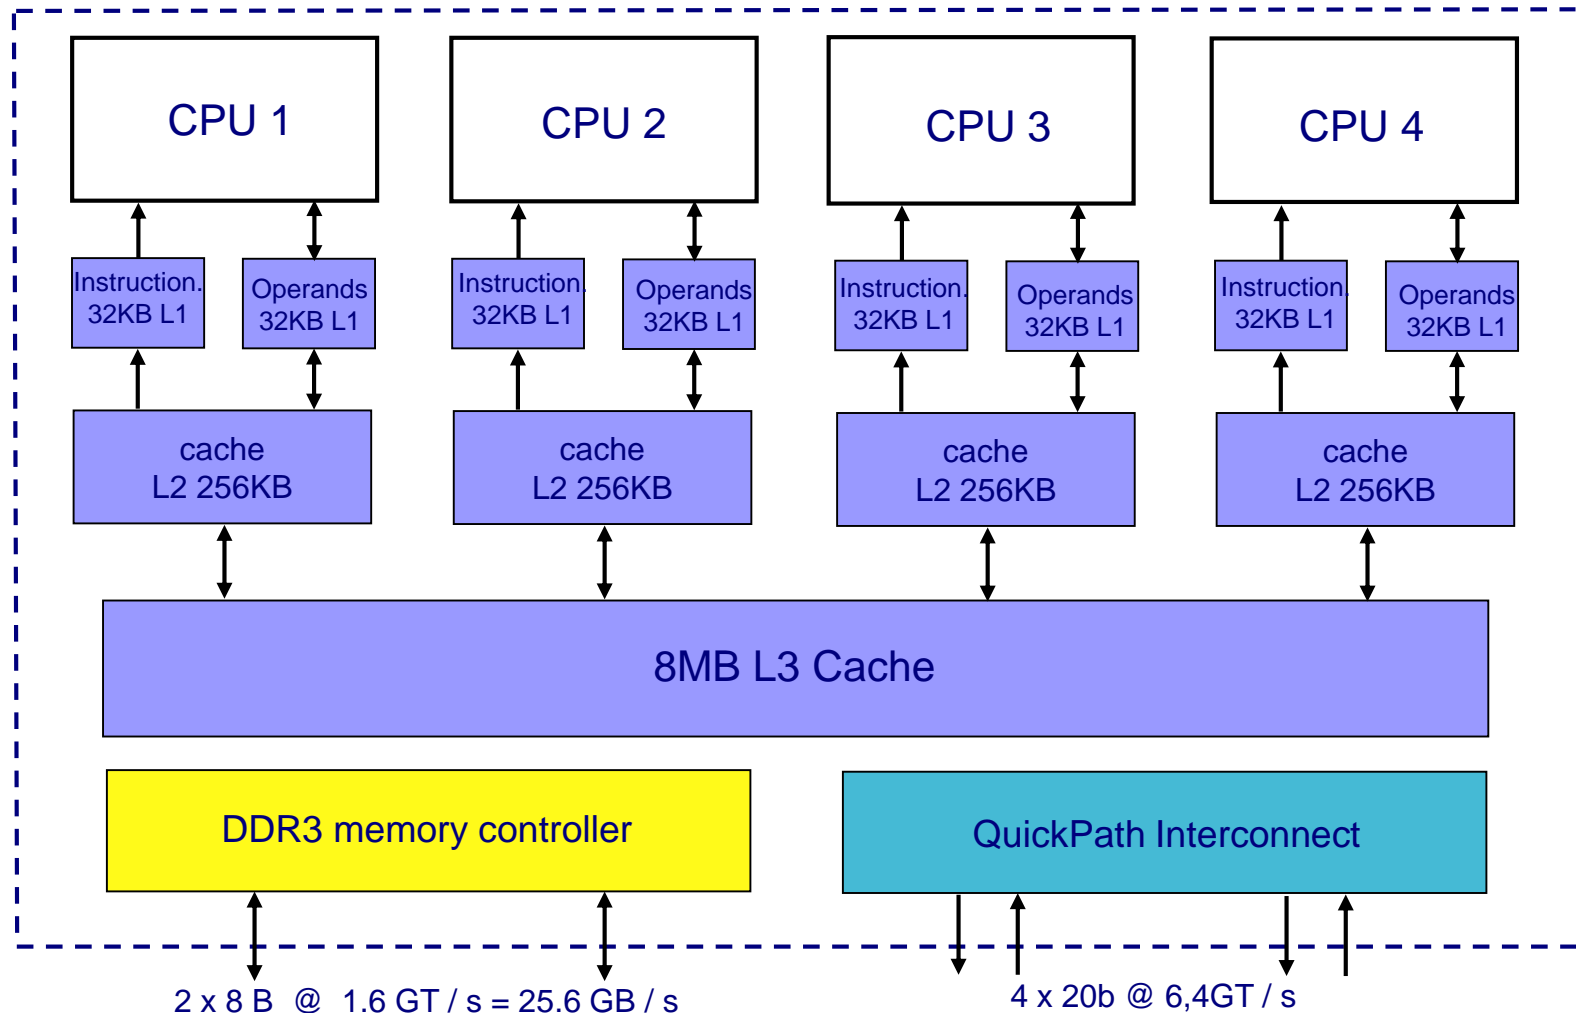 CPU 1
CPU 2
CPU 3
CPU 4
Instruction.
32KB L1
Operands
32KB L1
Instruction.
32KB L1
Operands
32KB L1
Instruction.
32KB L1
Operands
32KB L1
Instruction.
32KB L1
Operands
32KB L1
cache
L2 256KB
cache
L2 256KB
cache
L2 256KB
cache
L2 256KB
8MB L3 Cache
DDR3 memory controller
QuickPath Interconnect
2 x 8 B @ 1.6 GT / s = 25.6 GB / s
4 x 20b @ 6,4GT / s